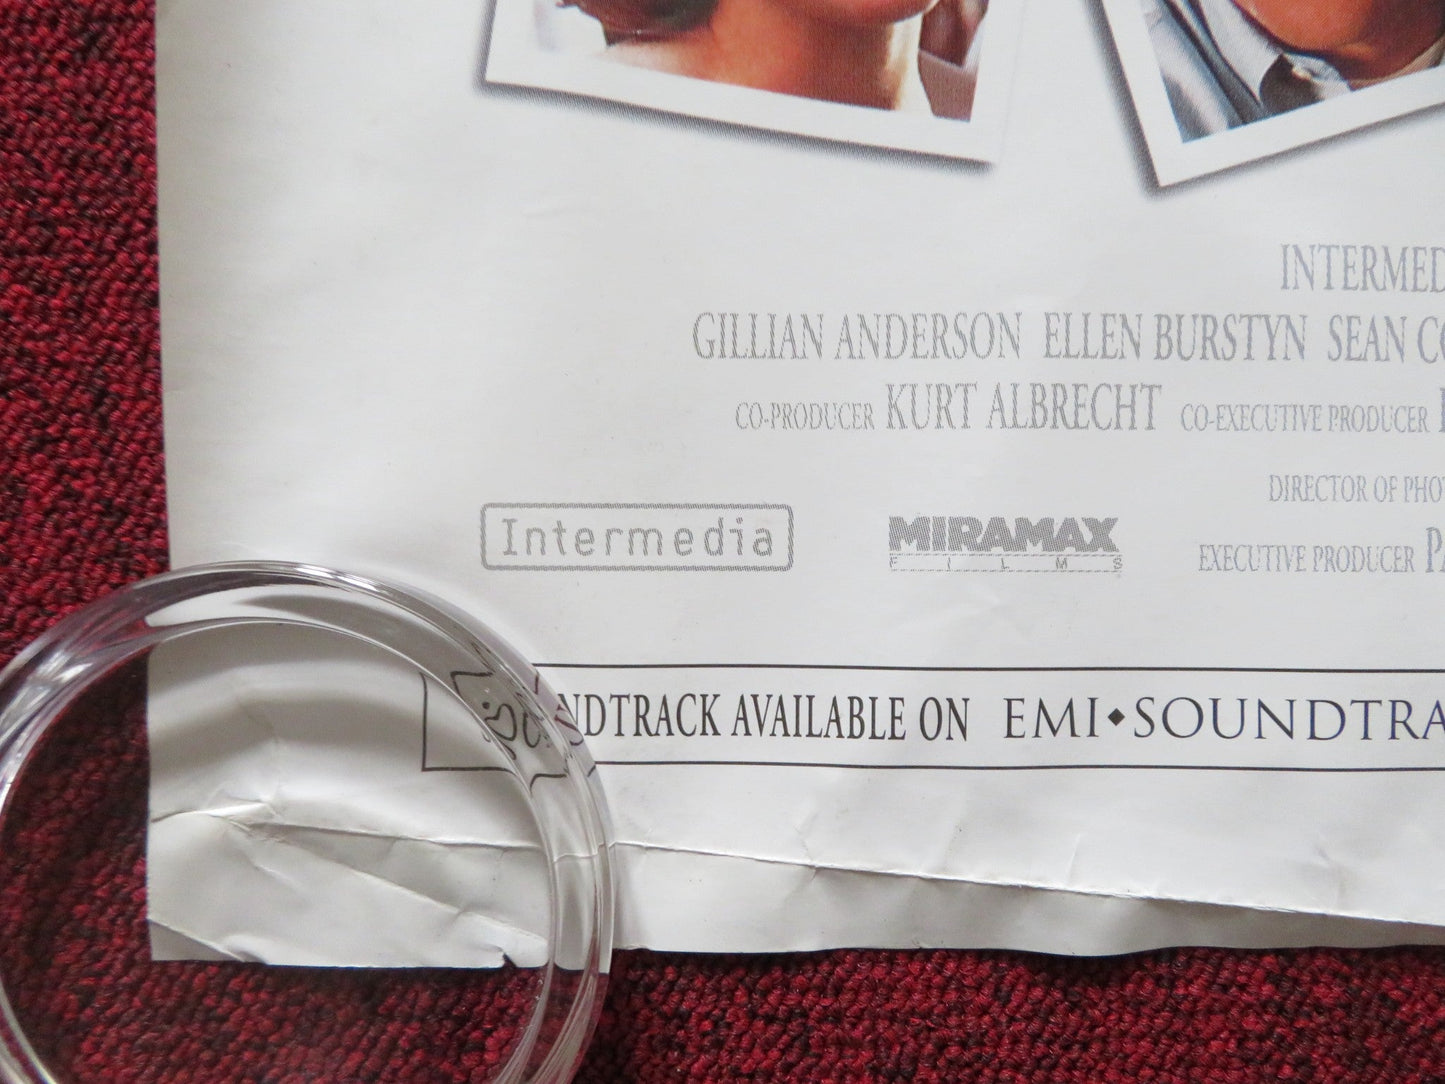 INTERMED
GILLIAN ANDERSON ELLEN BURSTYN SEAN CO
CO-PRODUCER KURT ALBRECHT CO-EXECUTIVE PRODUCER
DIRECTOR OF PHO
Intermedia
MIRAMAX
FILMS
EXECUTIVE PRODUCER PA
NDTRACK AVAILABLE ON EMI◆SOUNDTRA